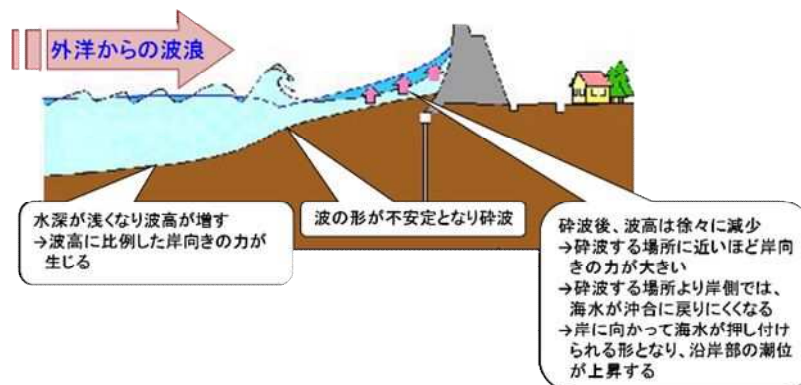 外洋からの波浪
水深が浅くなり波高が増す
→波高に比例した岸向きの力が
生じる
波の形が不安定となり砕波
砕波後、波高は徐々に減少
→砕波する場所に近いほど岸向
きの力が大きい
→砕波する場所より岸側では、
海水が沖合に戻りにくくなる
→岸に向かって海水が押し付け
られる形となり、沿岸部の潮位
が上昇する